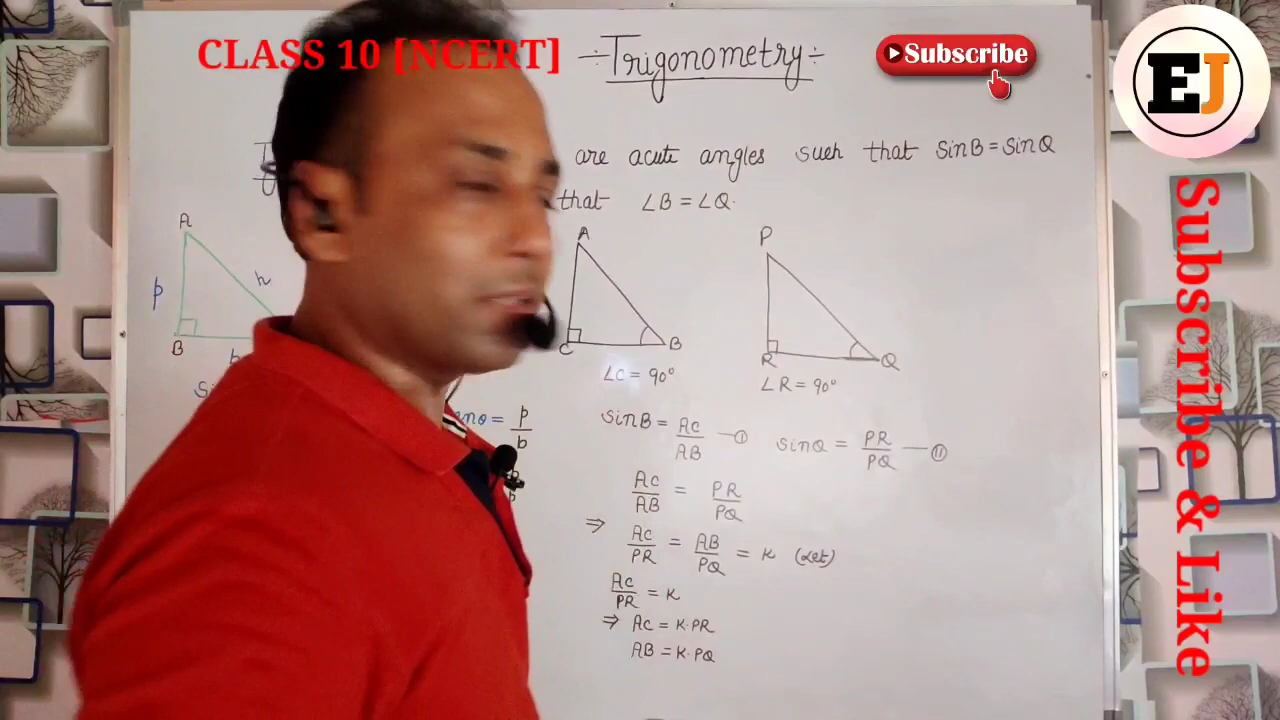 CLASS 10 [NCERT]
÷Trigonometry÷
Subscribe
EJ
are acute angles such that SinB = SinQ
that ∠B = ∠Q.
A
p
h
B
b
A
C
B
∠C = 90°
P
R
Q
∠R = 90°
SinB = AC/AB —①
SinQ = PR/PQ —②
= p/b
AC/AB = PR/PQ
⇒ AC/PR = AB/PQ = K (Let)
AC/PR = K
⇒ AC = K·PR
AB = K·PQ
Subscribe & Like